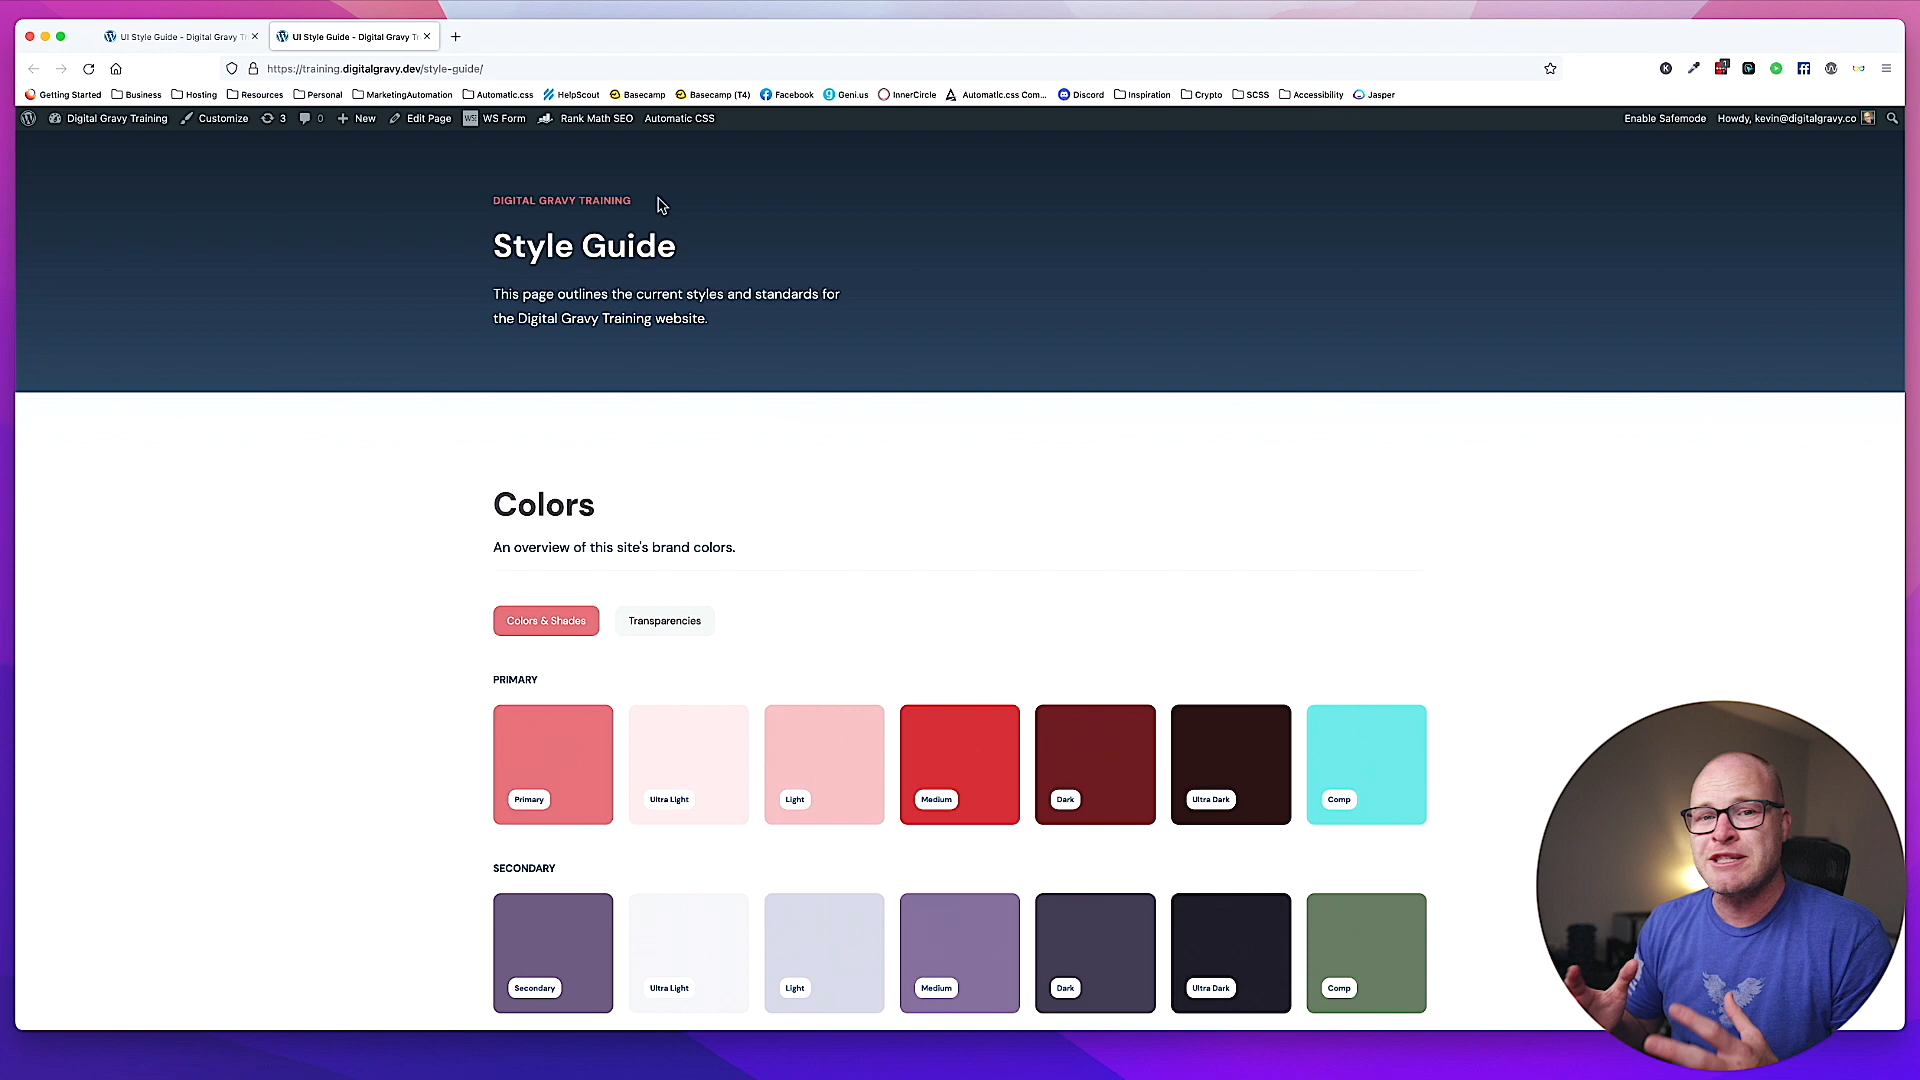 UI Style Guide - Digital Gravy T
UI Style Guide - Digital Gravy T
https://training.digitalgravy.dev/style-guide/
Getting Started Business Hosting Resources Personal MarketingAutomation Automatic.css HelpScout Basecamp Basecamp (T4) Facebook Geni.us InnerCircle Automatic.css Com... Discord Inspiration Crypto SCSS Accessibility Jasper
Digital Gravy Training Customize 3 0 New Edit Page WS Form Rank Math SEO Automatic CSS Enable Safemode Howdy, kevin@digitalgravy.co
DIGITAL GRAVY TRAINING
Style Guide
This page outlines the current styles and standards for
the Digital Gravy Training website.
Colors
An overview of this site's brand colors.
Colors & Shades Transparencies
PRIMARY
Primary Ultra Light Light Medium Dark Ultra Dark Comp
SECONDARY
Secondary Ultra Light Light Medium Dark Ultra Dark Comp